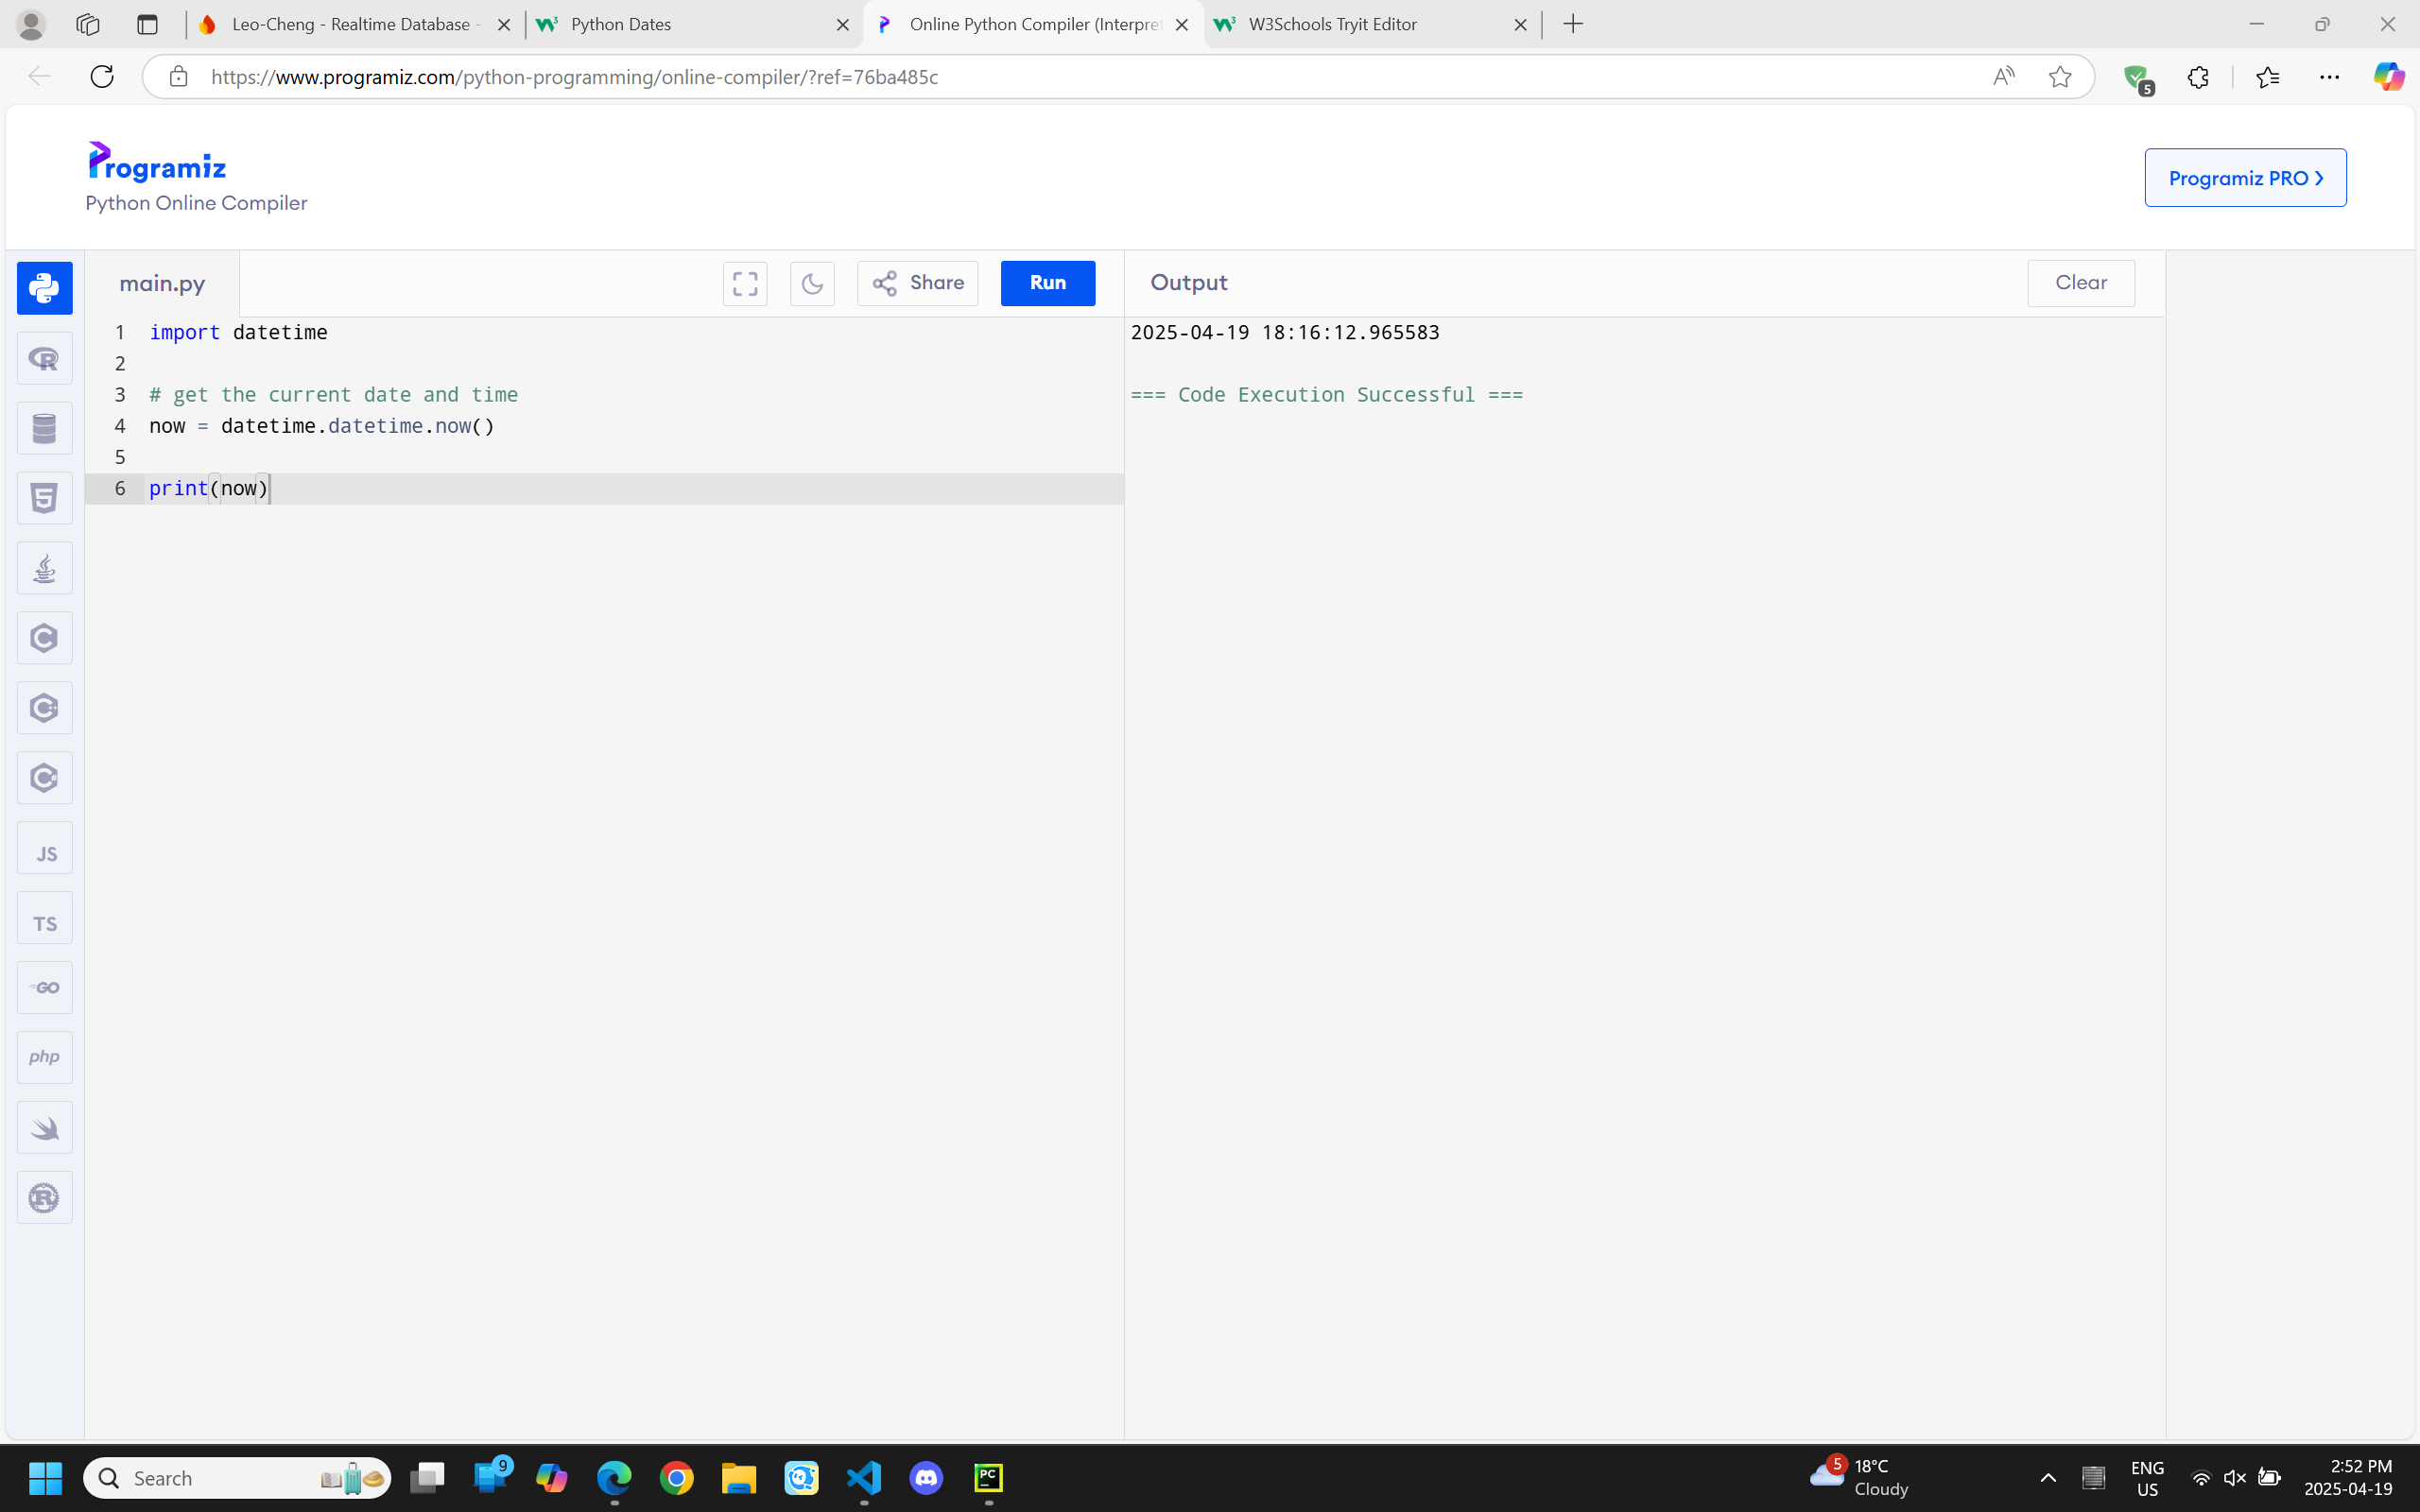 Leo-Cheng - Realtime Database -
Python Dates
Online Python Compiler (Interpret
W3Schools Tryit Editor
https://www.programiz.com/python-programming/online-compiler/?ref=76ba485c
5
Programiz
Python Online Compiler
Programiz PRO
main.py
Share
Run
Output
Clear
1 import datetime
2
3 # get the current date and time
4 now = datetime.datetime.now()
5
6 print(now)
2025-04-19 18:16:12.965583
=== Code Execution Successful ===
JS
TS
GO
php
Search
9
PC
5
18°C
Cloudy
ENG
US
2:52 PM
2025-04-19